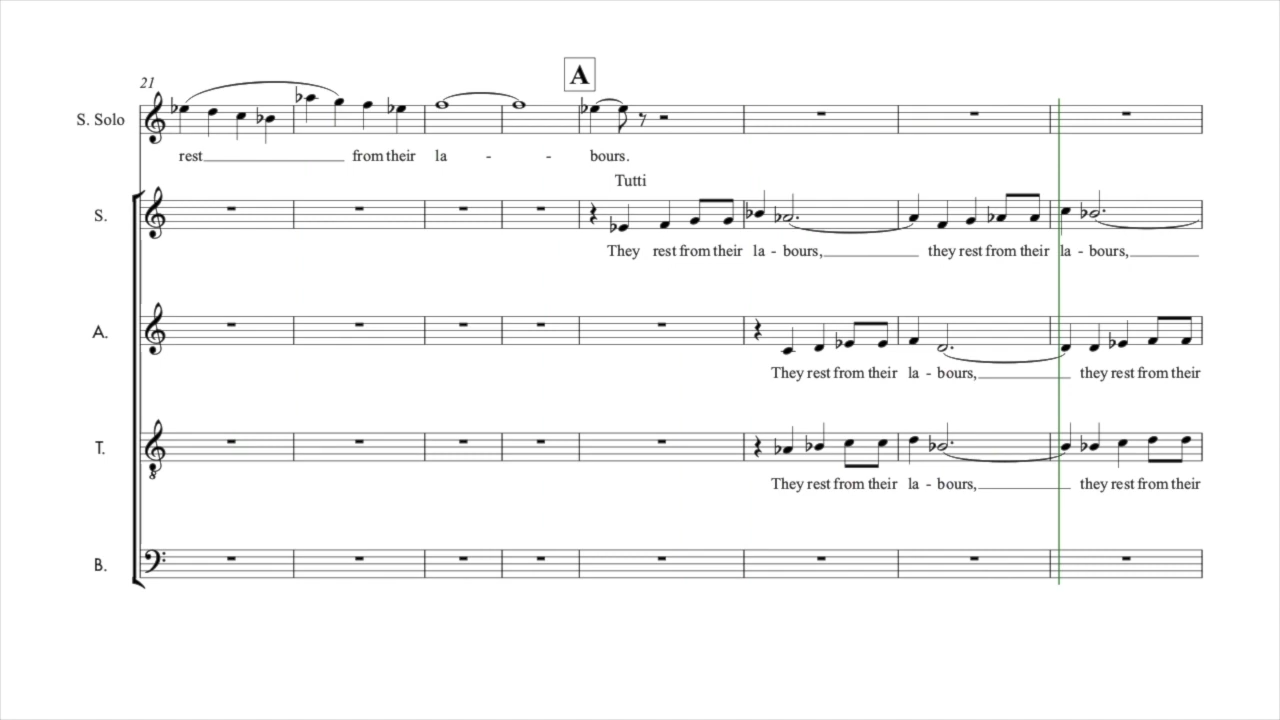 A
21
S. Solo
rest from their la - - bours.
Tutti
S.
They rest from their la - bours, they rest from their la - bours,
A.
They rest from their la - bours, they rest from their
T.
They rest from their la - bours, they rest from their
B.